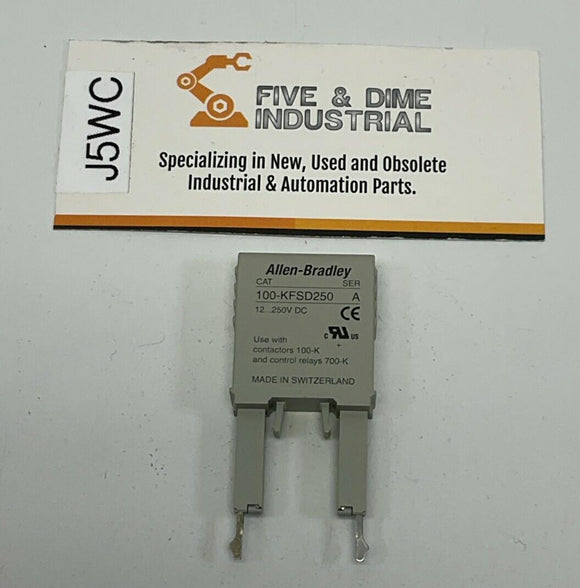 J5WC
FIVE & DIME
INDUSTRIAL
Specializing in New, Used and Obsolete
Industrial & Automation Parts.
Allen-Bradley
CAT SER
100-KFSD250 A
12...250V DC CE
c RU US
+
Use with
contactors 100-K
and control relays 700-K
MADE IN SWITZERLAND